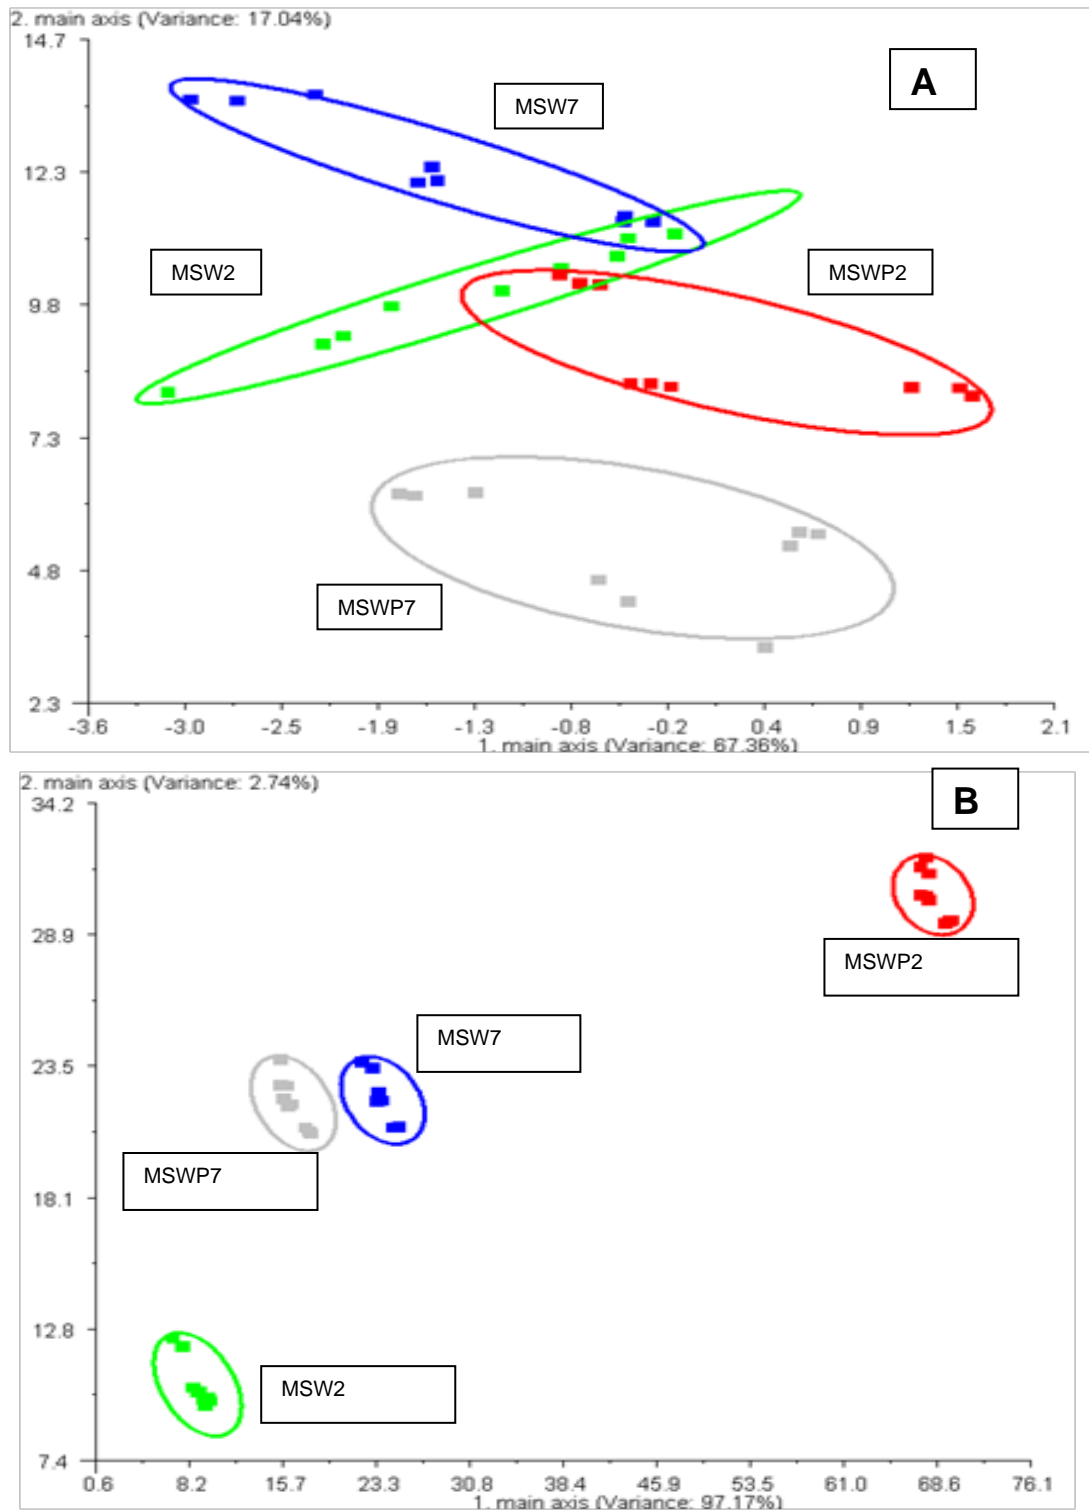 2. main axis (Variance: 17.04%)
14.7
A
MSW7
12.3
MSW2
MSWP2
9.8
7.3
4.8
MSWP7
2.3
-3.6 -3.0 -2.5 -1.9 -1.3 -0.8 -0.2 0.4 0.9 1.5 2.1
1. main axis (Variance: 67.36%)
2. main axis (Variance: 2.74%)
B
34.2
28.9
MSWP2
MSW7
23.5
MSWP7
18.1
12.8
MSW2
7.4
0.6 8.2 15.7 23.3 30.8 38.4 45.9 53.5 61.0 68.6 76.1
1. main axis (Variance: 97.17%)